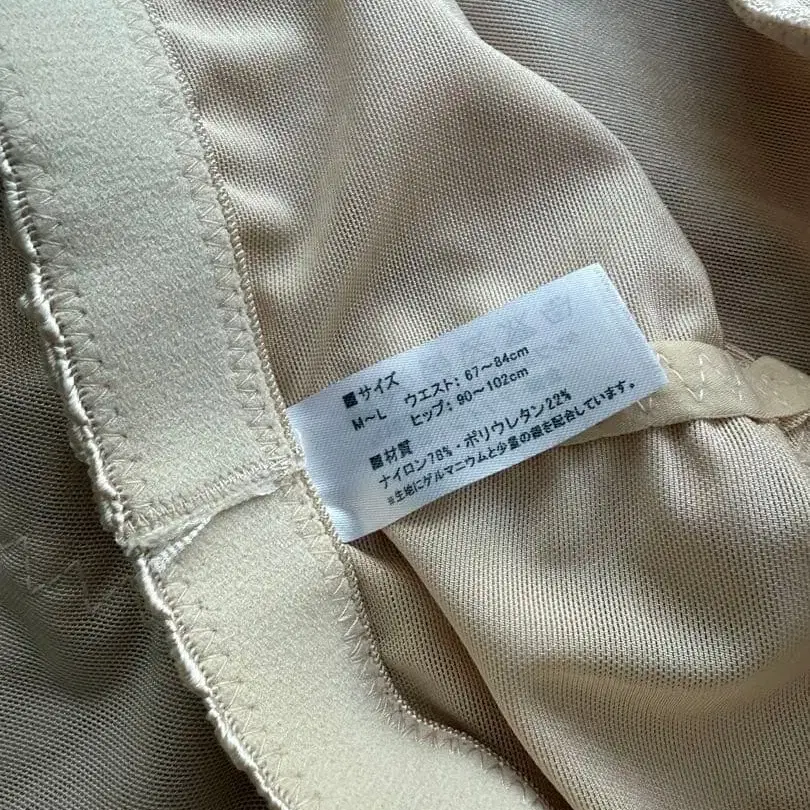 ■サイズ
M～L ウエスト：67～84cm
ヒップ：90～102cm
■材質
ナイロン78%・ポリウレタン22%
※生地にゲルマニウムと少量の銀を配合しています。